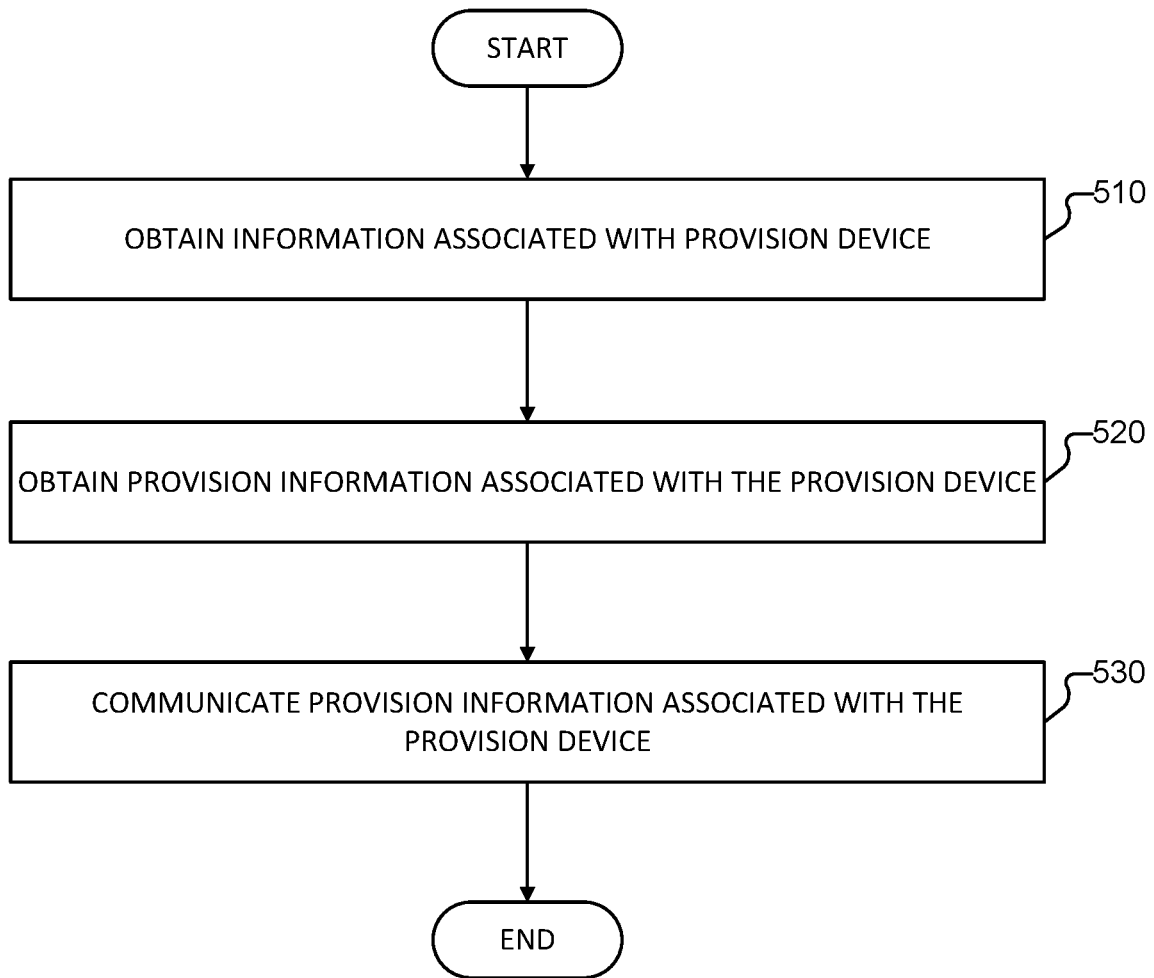 START
OBTAIN INFORMATION ASSOCIATED WITH PROVISION DEVICE
510
OBTAIN PROVISION INFORMATION ASSOCIATED WITH THE PROVISION DEVICE
520
COMMUNICATE PROVISION INFORMATION ASSOCIATED WITH THE
PROVISION DEVICE
530
END